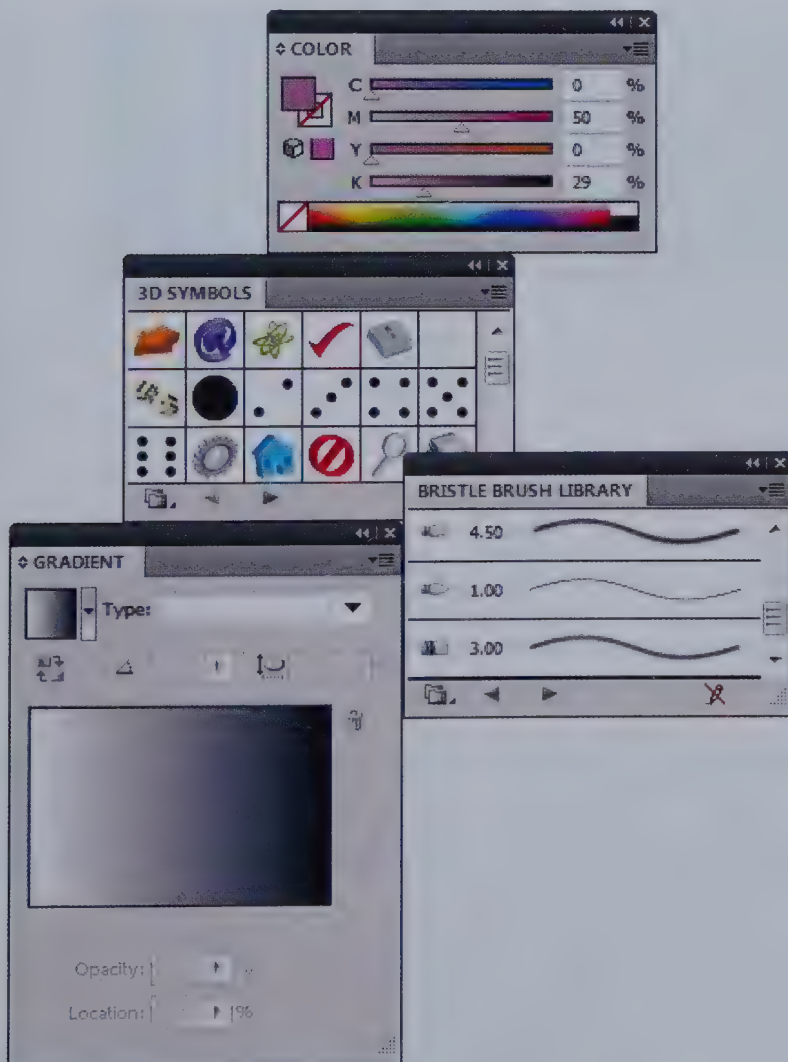 COLOR
C 0 %
M 50 %
Y 0 %
K 29 %
3D SYMBOLS
BRISTLE BRUSH LIBRARY
4.50
1.00
3.00
GRADIENT
Type:
Opacity:
Location: %